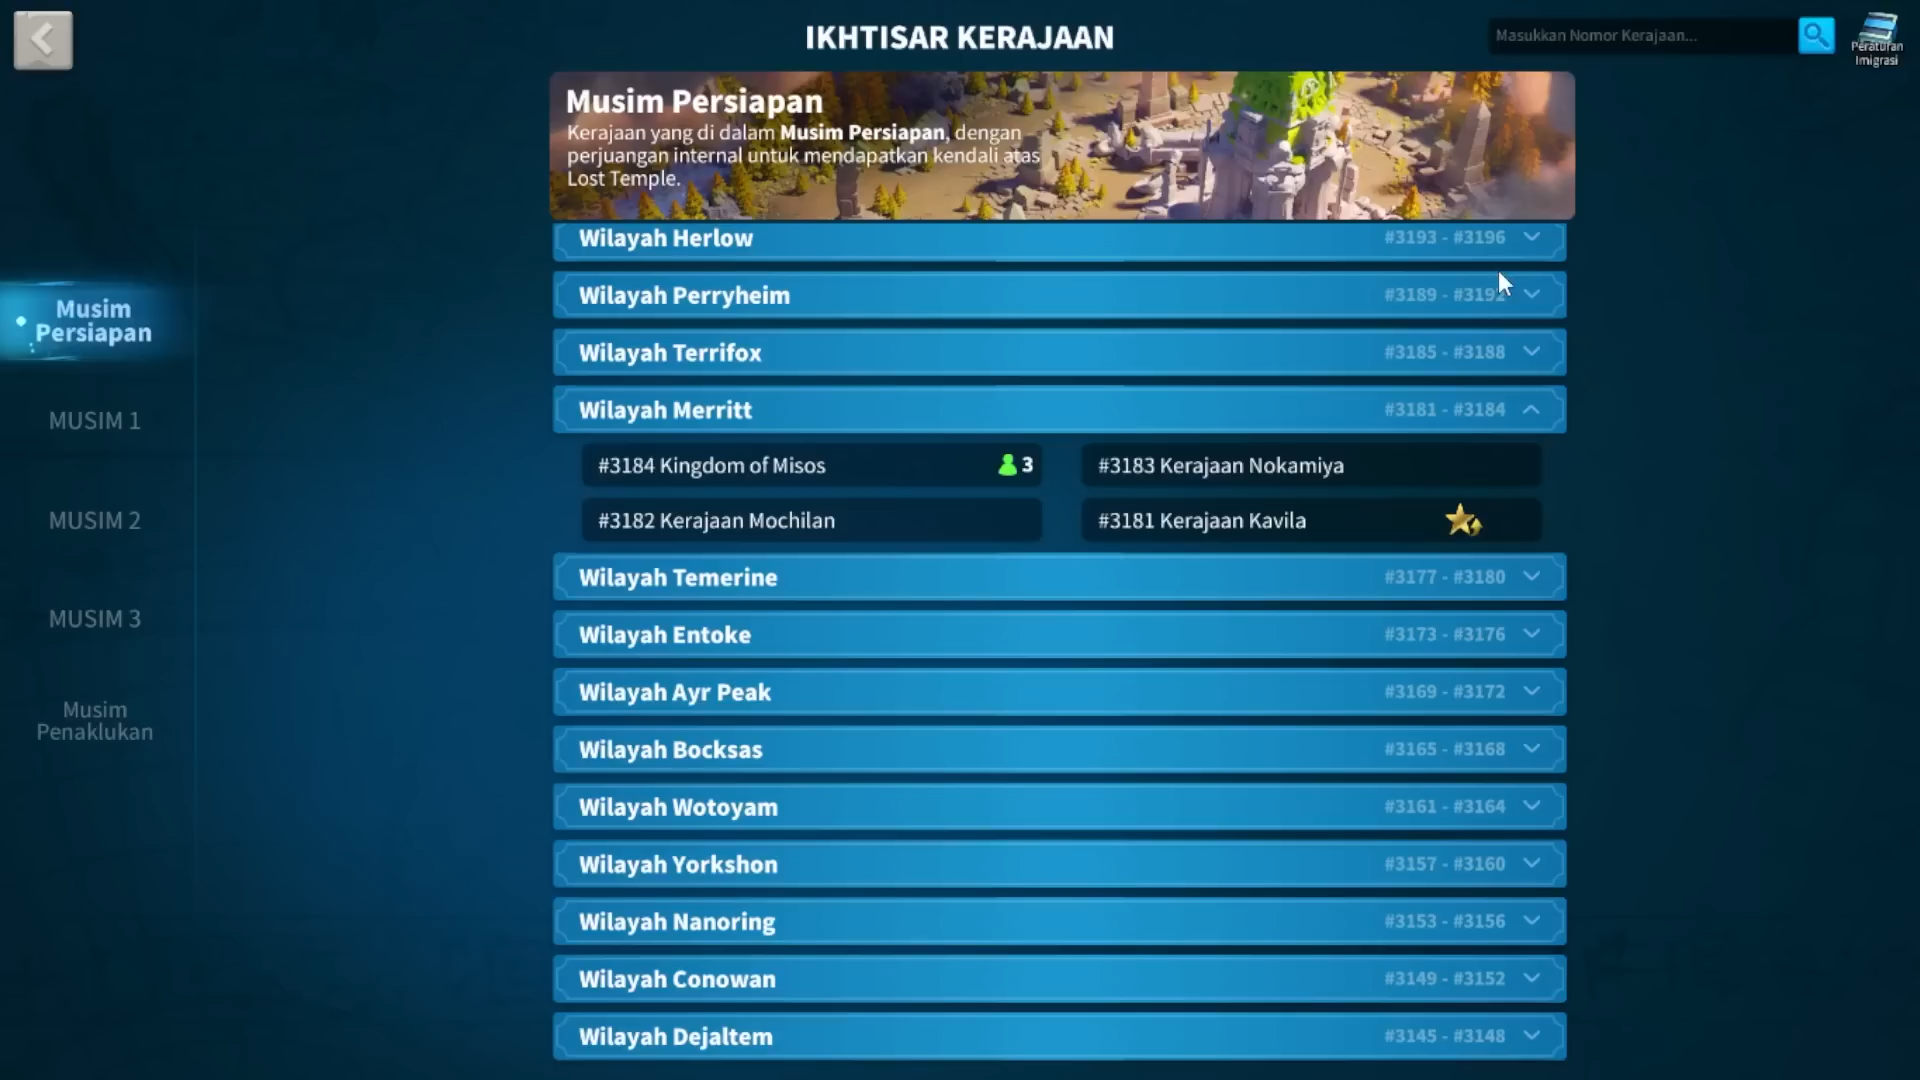 IKHTISAR KERAJAAN
Masukkan Nomor Kerajaan...
Peraturan
Imigrasi
Musim Persiapan
Kerajaan yang di dalam Musim Persiapan, dengan
perjuangan internal untuk mendapatkan kendali atas
Lost Temple.
Musim
Persiapan
MUSIM 1
MUSIM 2
MUSIM 3
Musim
Penaklukan
Wilayah Herlow #3193 - #3196
Wilayah Perryheim #3189 - #3192
Wilayah Terrifox #3185 - #3188
Wilayah Merritt #3181 - #3184
#3184 Kingdom of Misos 3
#3183 Kerajaan Nokamiya
#3182 Kerajaan Mochilan
#3181 Kerajaan Kavila
Wilayah Temerine #3177 - #3180
Wilayah Entoke #3173 - #3176
Wilayah Ayr Peak #3169 - #3172
Wilayah Bocksas #3165 - #3168
Wilayah Wotoyam #3161 - #3164
Wilayah Yorkshon #3157 - #3160
Wilayah Nanoring #3153 - #3156
Wilayah Conowan #3149 - #3152
Wilayah Dejaltem #3145 - #3148